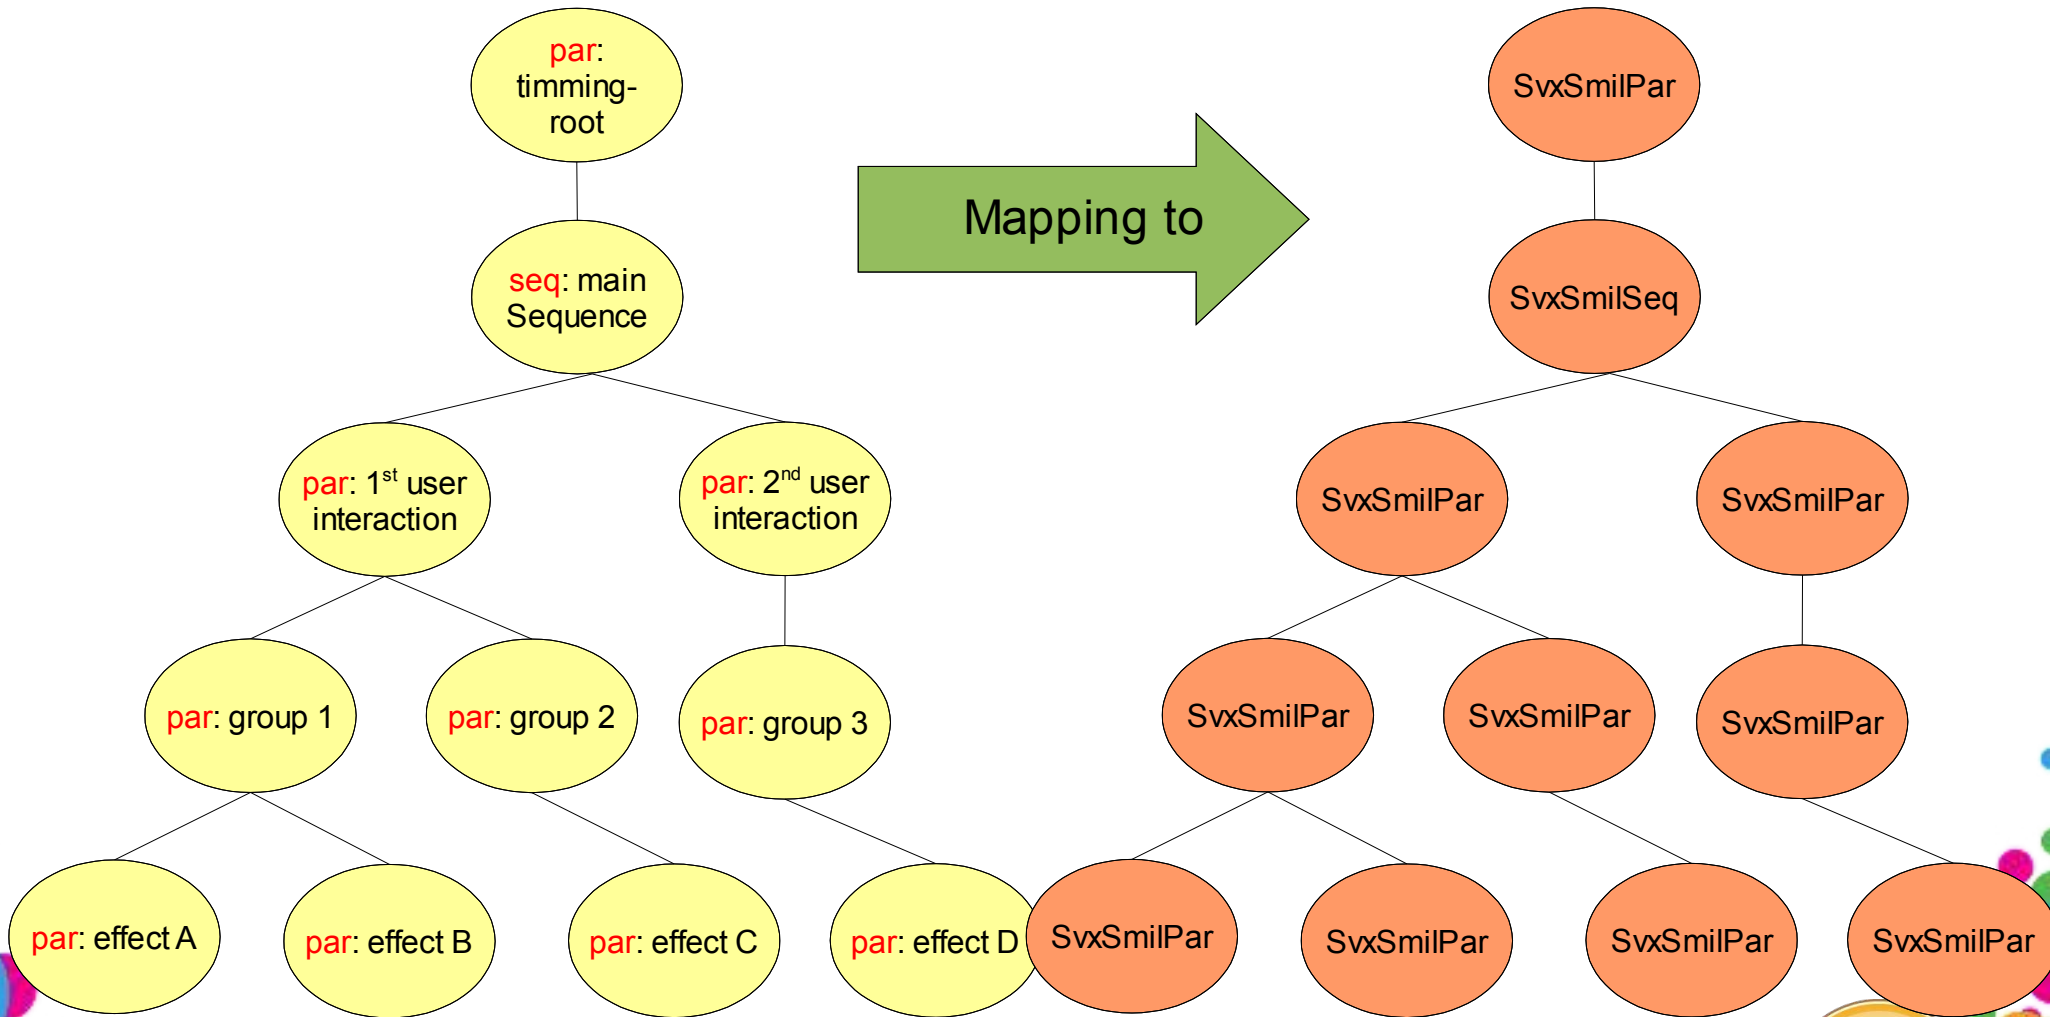 par:
timming-
root
seq: main
Sequence
par: 1st user
interaction
par: 2nd user
interaction
par: group 1
par: group 2
par: group 3
par: effect A
par: effect B
par: effect C
par: effect D
Mapping to
SvxSmilPar
SvxSmilSeq
SvxSmilPar
SvxSmilPar
SvxSmilPar
SvxSmilPar
SvxSmilPar
SvxSmilPar
SvxSmilPar
SvxSmilPar
SvxSmilPar